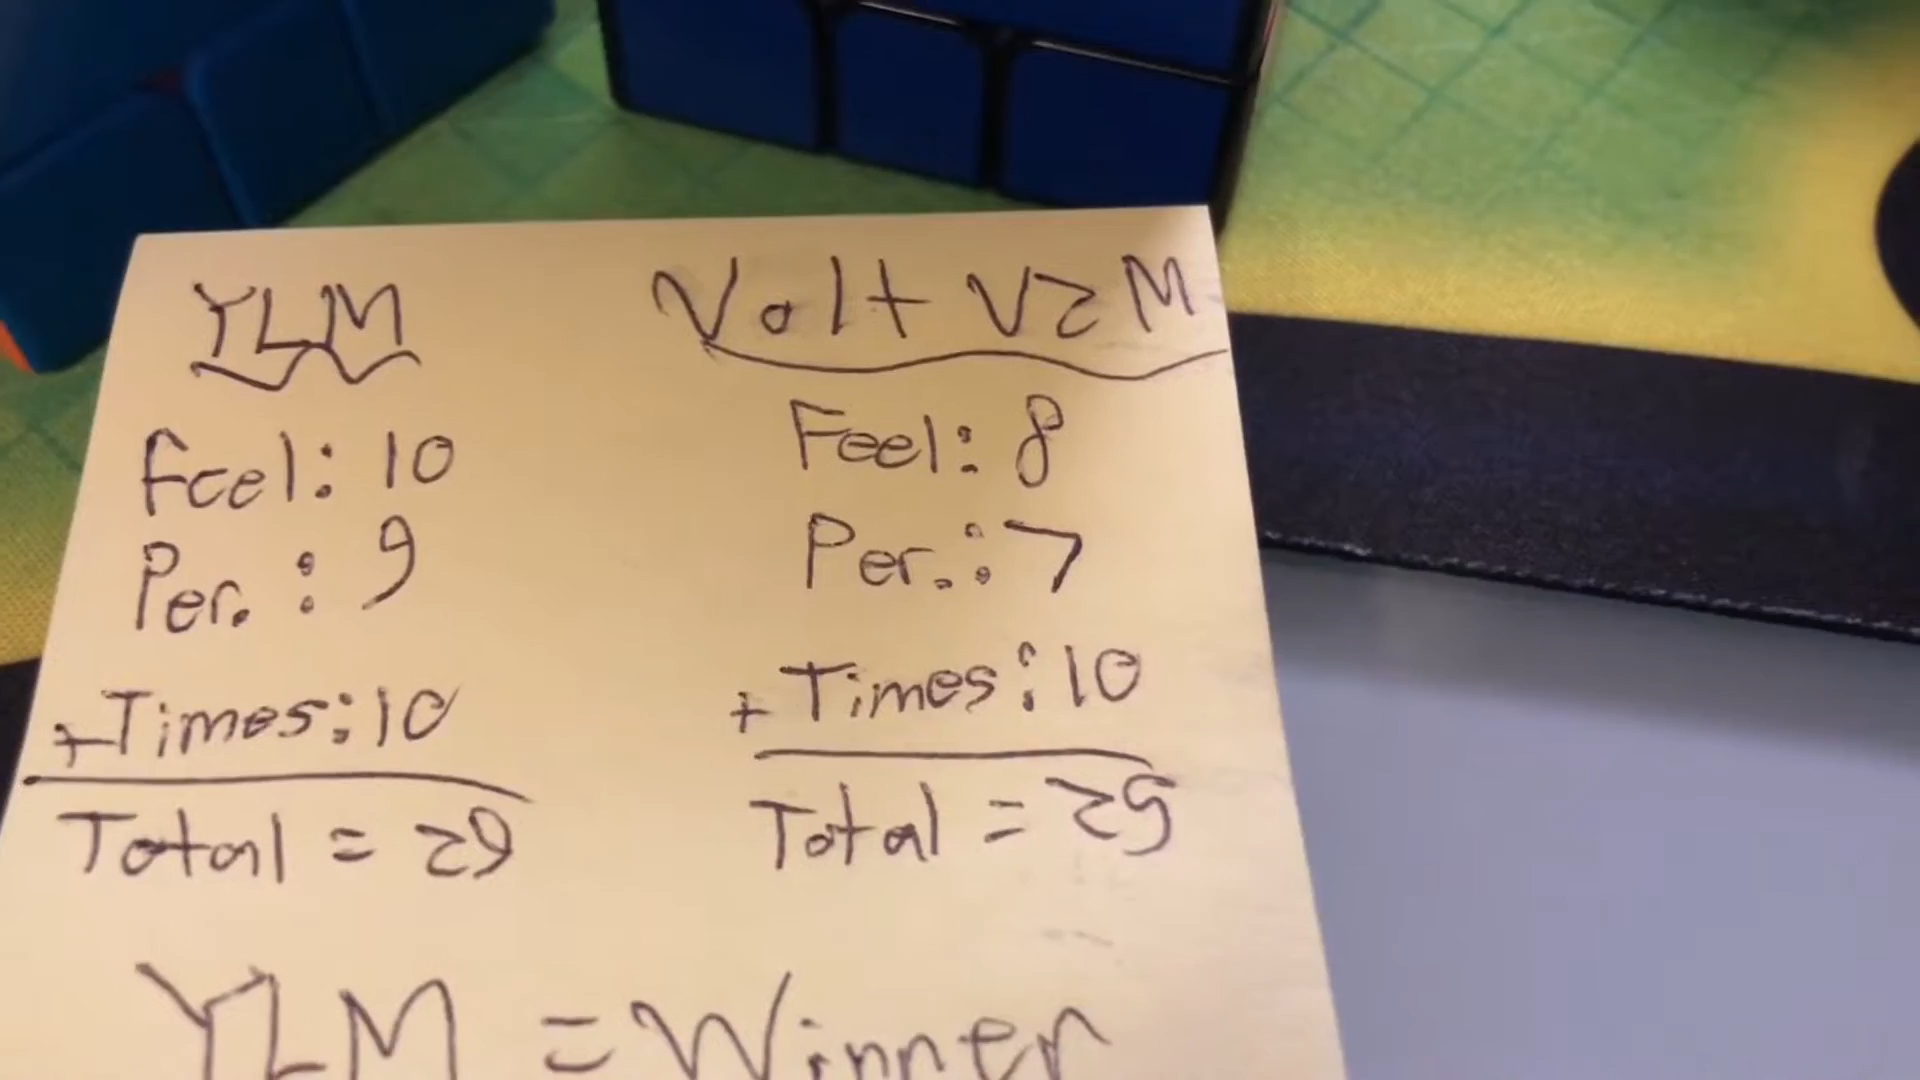 YLM
Feel: 10
Per. : 9
+ Times: 10
Total = 29
Volt V2 M
Feel: 8
Per. : 7
+ Times: 10
Total = 25
YLM = Winner